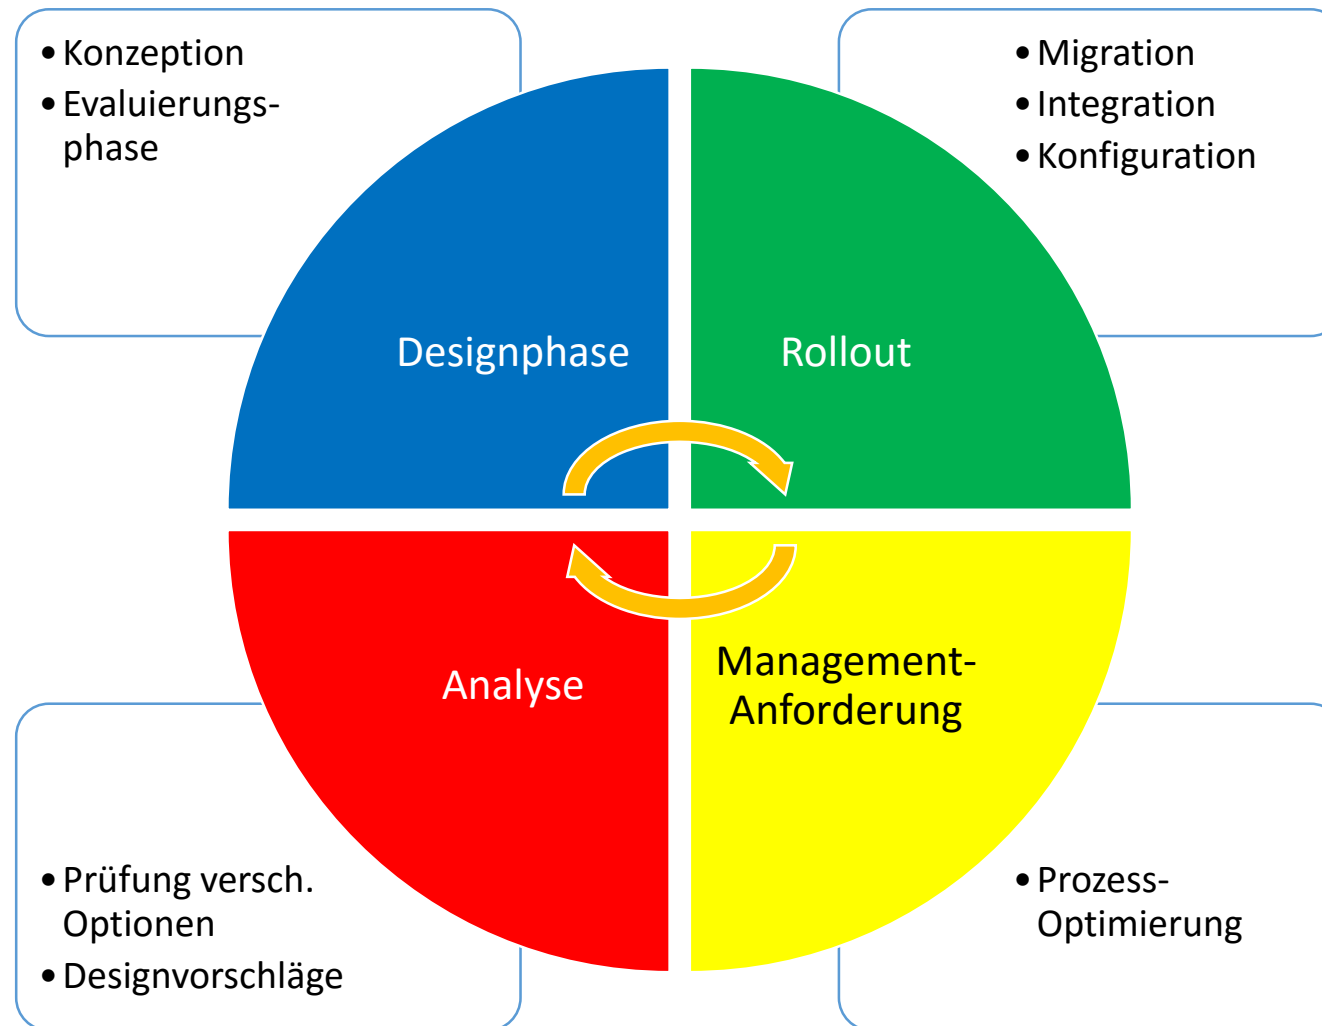 • Konzeption
• Evaluierungs-
phase
• Migration
• Integration
• Konfiguration
Designphase
Rollout
Analyse
Management-
Anforderung
• Prüfung versch.
Optionen
• Designvorschläge
• Prozess-
Optimierung